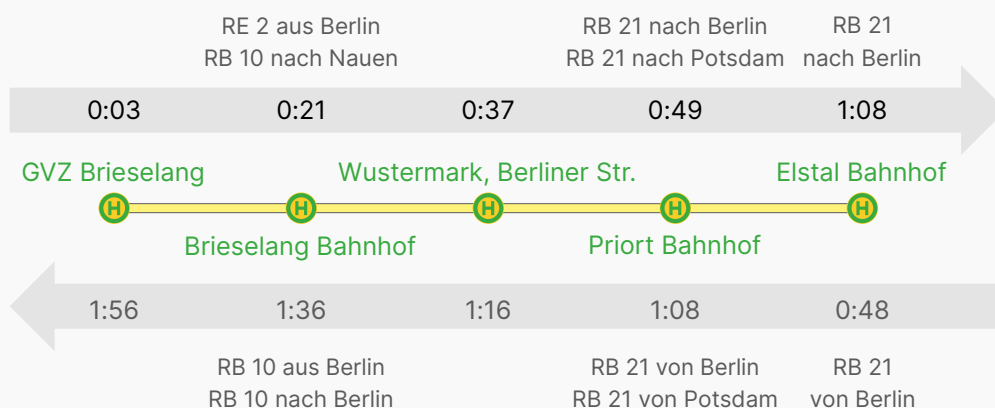 RE 2 aus Berlin
RB 10 nach Nauen
RB 21 nach Berlin
RB 21 nach Potsdam
RB 21
nach Berlin
0:03 0:21 0:37 0:49 1:08
GVZ Brieselang Wustermark, Berliner Str. Elstal Bahnhof
H H H H H
Brieselang Bahnhof Priort Bahnhof
1:56 1:36 1:16 1:08 0:48
RB 10 aus Berlin
RB 10 nach Berlin
RB 21 von Berlin
RB 21 von Potsdam
RB 21
von Berlin